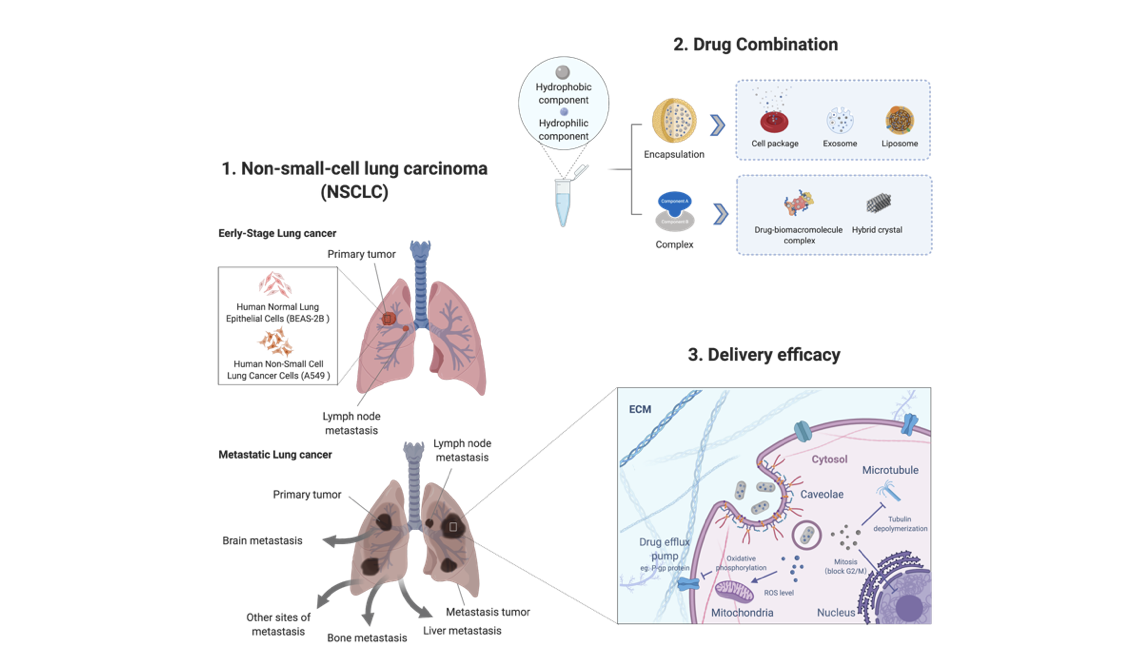 1. Non-small-cell lung carcinoma
(NSCLC)
Eerly-Stage Lung cancer
Primary tumor
Human Normal Lung
Epithelial Cells (BEAS-2B )
Human Non-Small Cell
Lung Cancer Cells (A549 )
Lymph node
metastasis
Metastatic Lung cancer
Lymph node
metastasis
Primary tumor
Brain metastasis
Other sites of
metastasis
Bone metastasis
Liver metastasis
Metastasis tumor
2. Drug Combination
Hydrophobic
component
Hydrophilic
component
Encapsulation
Cell package
Exosome
Liposome
Component A
Component B
Complex
Drug-biomacromolecule
complex
Hybrid crystal
3. Delivery efficacy
ECM
Cytosol
Microtubule
Caveolae
Tubulin
depolymerization
Drug efflux
pump
eg. P-gp protein
Oxidative
phosphorylation
Mitosis
(block G2/M)
ROS level
Mitochondria
Nucleus